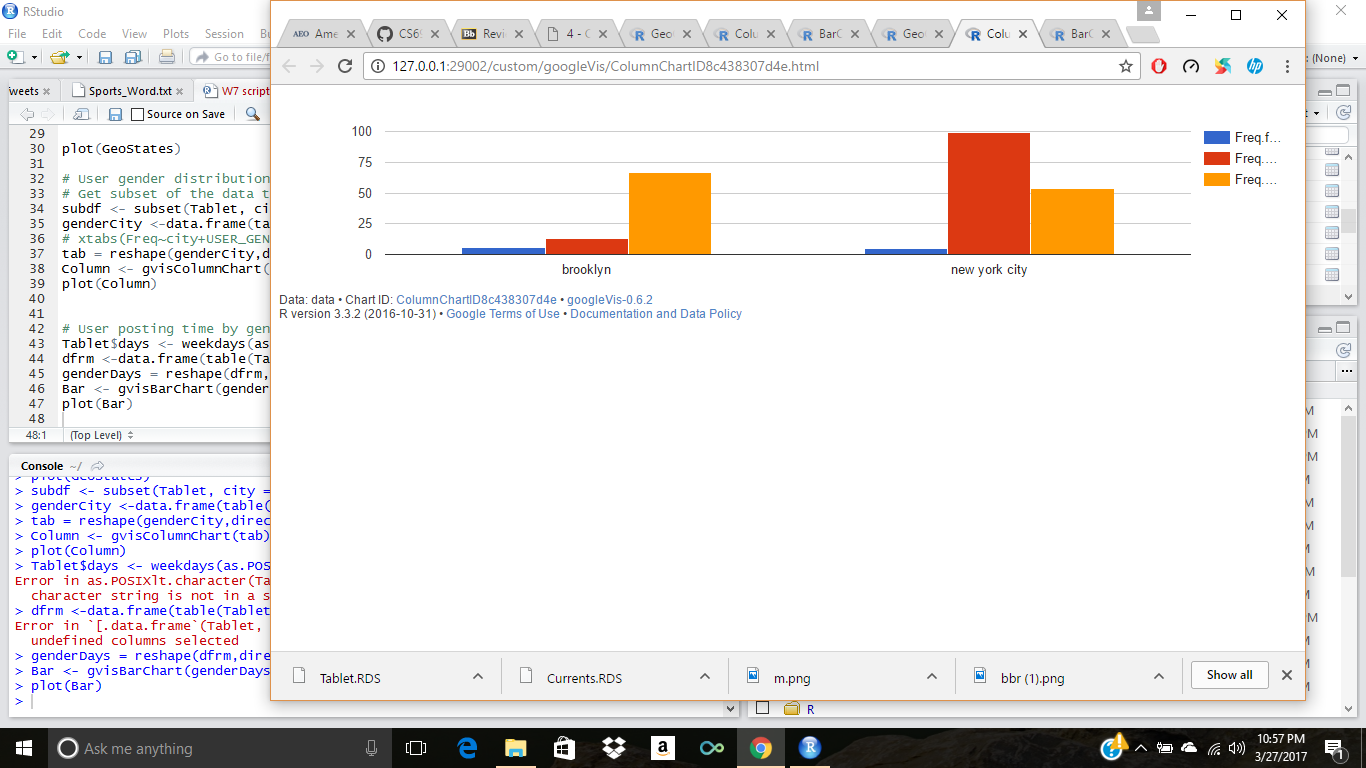 RStudio
File Edit Code View Plots Session
Go to file/f
: (None)
AEO Ame
CS6
Bb Revi
4 - C
Geo
Colu
BarC
Geo
Colu
BarC
127.0.0.1:29002/custom/googleVis/ColumnChartID8c438307d4e.html
weets
Sports_Word.txt
W7 script
Source on Save
29
30 plot(GeoStates)
31
32 # User gender distribution
33 # Get subset of the data t
34 subdf <- subset(Tablet, ci
35 genderCity <-data.frame(ta
36 # xtabs(Freq~city+USER_GEN
37 tab = reshape(genderCity,d
38 Column <- gvisColumnChart(
39 plot(Column)
40
41
42 # User posting time by gen
43 Tablet$days <- weekdays(as
44 dfrm <-data.frame(table(Ta
45 genderDays = reshape(dfrm,
46 Bar <- gvisBarChart(gender
47 plot(Bar)
48
48:1 (Top Level)
Console ~/
> plot(GeoStates)
> subdf <- subset(Tablet, city =
> genderCity <-data.frame(table(
> tab = reshape(genderCity,direc
> Column <- gvisColumnChart(tab)
> plot(Column)
> Tablet$days <- weekdays(as.POS
Error in as.POSIXlt.character(Ta
character string is not in a s
> dfrm <-data.frame(table(Tablet
Error in `[.data.frame`(Tablet,
undefined columns selected
> genderDays = reshape(dfrm,dire
> Bar <- gvisBarChart(genderDays
> plot(Bar)
>
100
75
50
25
0
brooklyn
new york city
Freq.f...
Freq....
Freq....
Data: data • Chart ID: ColumnChartID8c438307d4e • googleVis-0.6.2
R version 3.3.2 (2016-10-31) • Google Terms of Use • Documentation and Data Policy
Tablet.RDS
Currents.RDS
m.png
bbr (1).png
Show all
R
Ask me anything
10:57 PM
3/27/2017
1